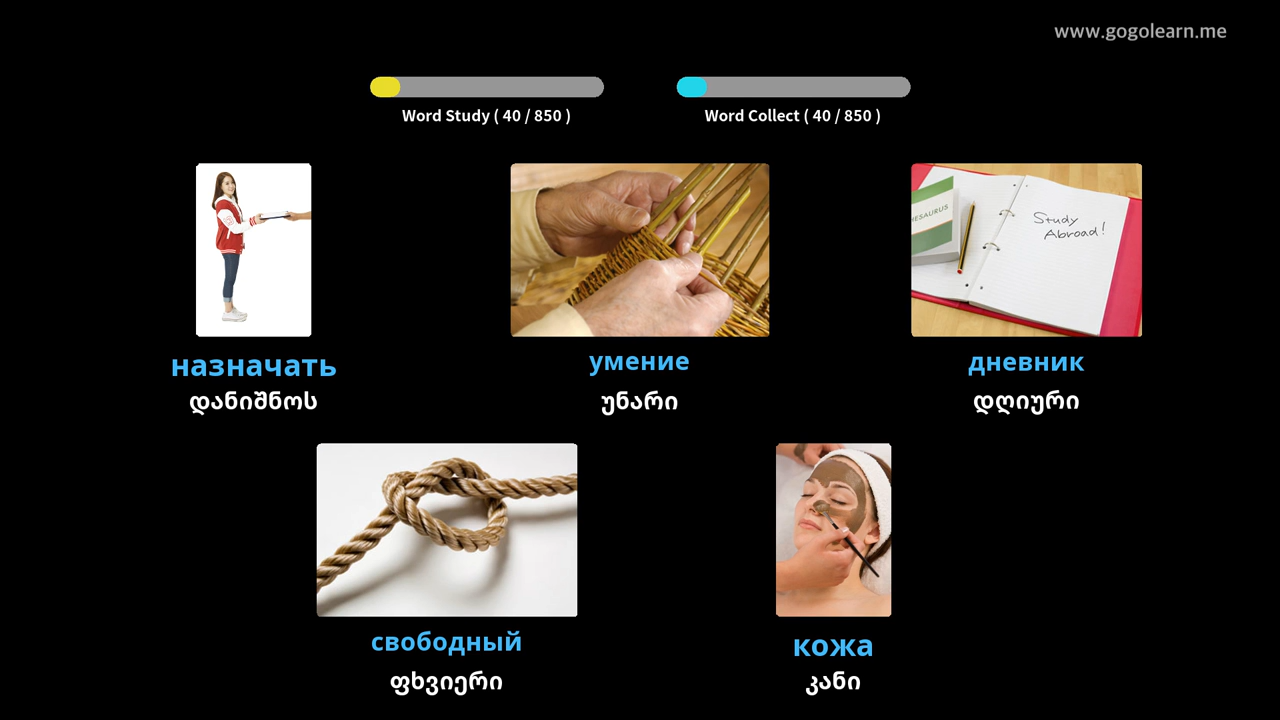 www.gogolearn.me
Word Study ( 40 / 850 )
Word Collect ( 40 / 850 )
HESAURUS
Study
Abroad!
назначать
დანიშნოს
умение
უნარი
дневник
დღიური
свободный
ფხვიერი
кожа
კანი